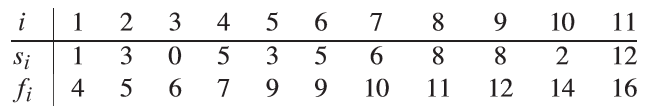 i 1 2 3 4 5 6 7 8 9 10 11
s_i 1 3 0 5 3 5 6 8 8 2 12
f_i 4 5 6 7 9 9 10 11 12 14 16